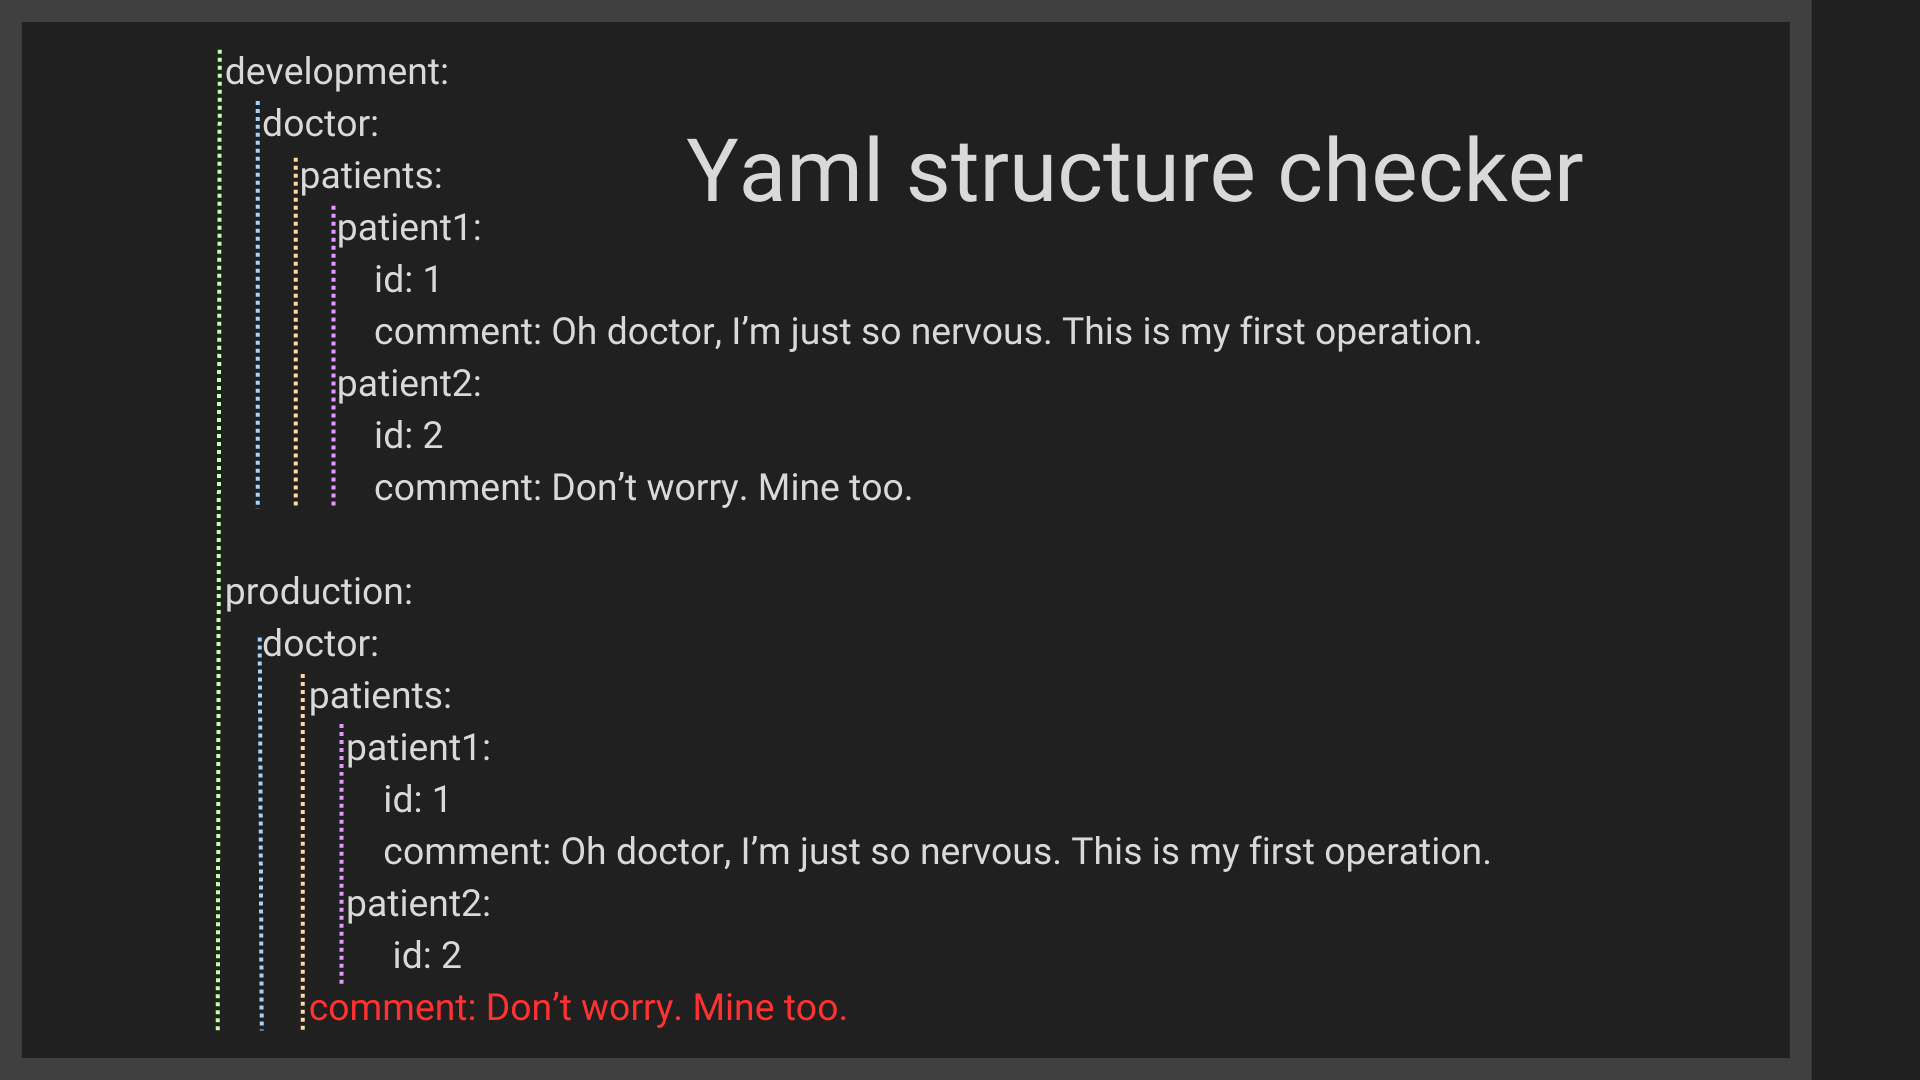 development:
doctor:
patients:
Yaml structure checker
patient1:
id: 1
comment: Oh doctor, I’m just so nervous. This is my first operation.
patient2:
id: 2
comment: Don’t worry. Mine too.
production:
doctor:
patients:
patient1:
id: 1
comment: Oh doctor, I’m just so nervous. This is my first operation.
patient2:
id: 2
comment: Don’t worry. Mine too.